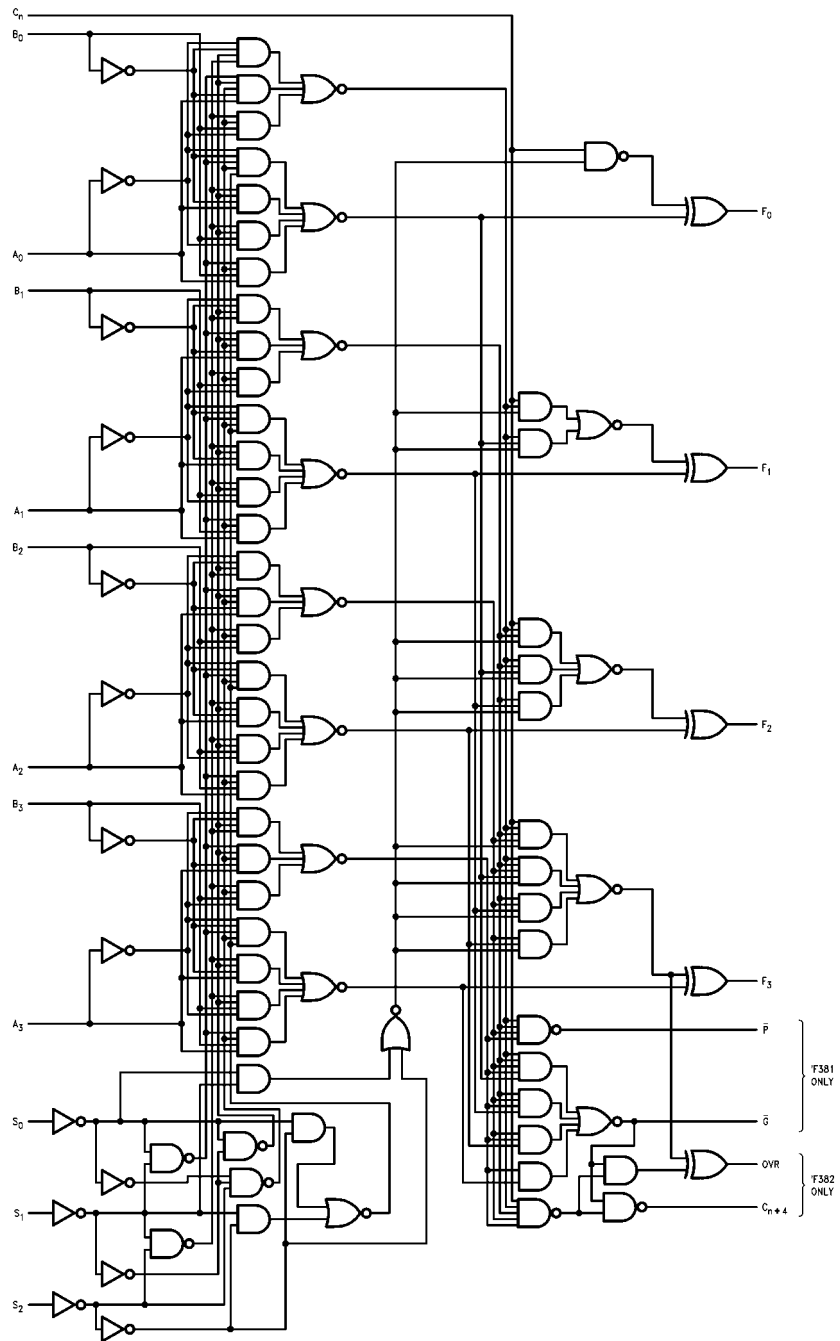 Cₙ
B₀
A₀
B₁
A₁
B₂
A₂
B₃
A₃
S₀
S₁
S₂
F₀
F₁
F₂
F₃
P̅
'F381
ONLY
G̅
OVR
'F382
ONLY
Cₙ₊₄